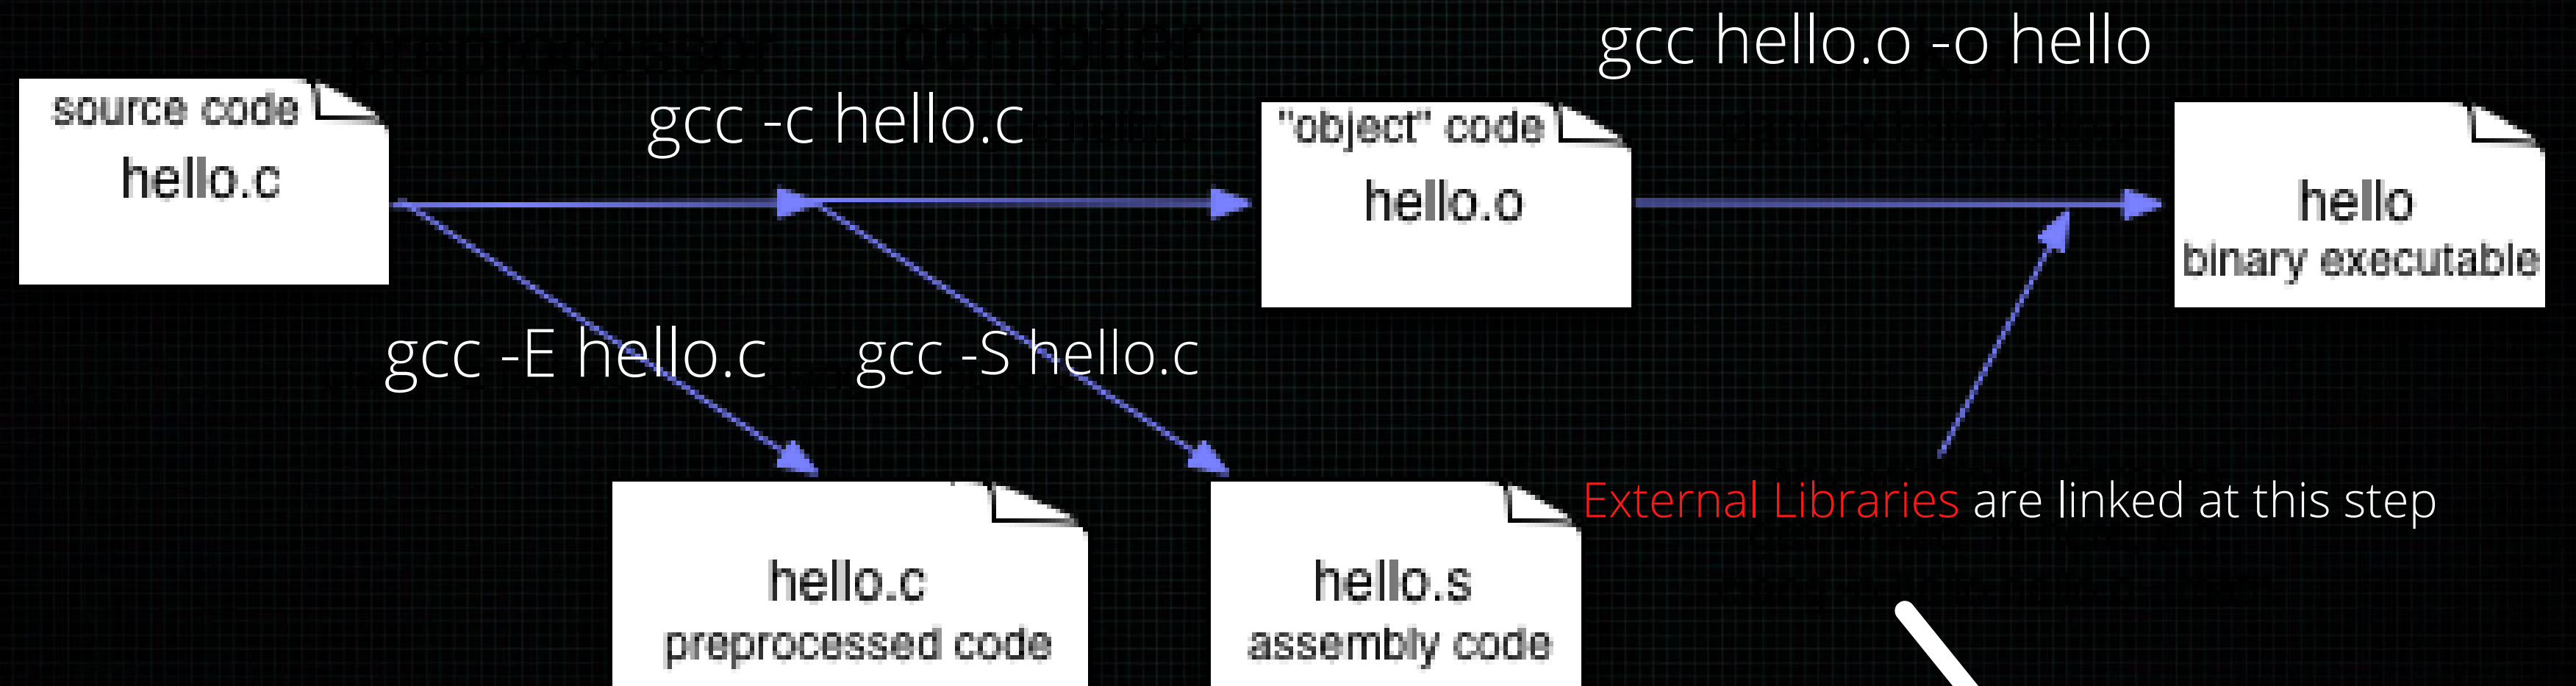 gcc hello.o -o hello
source code
hello.c
gcc -c hello.c
"object" code
hello.o
hello
binary executable
gcc -E hello.c
gcc -S hello.c
External Libraries are linked at this step
hello.c
preprocessed code
hello.s
assembly code